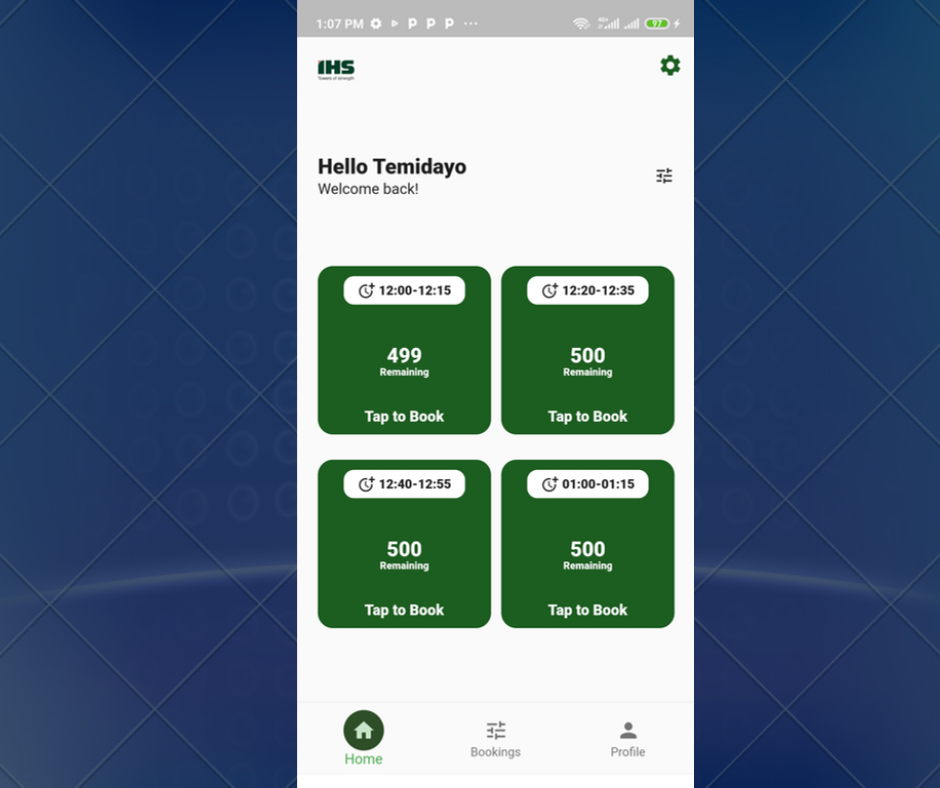 1:07 PM
97
IHS
Towers of strength
Hello Temidayo
Welcome back!
12:00-12:15
12:20-12:35
499
500
Remaining
Remaining
Tap to Book
Tap to Book
12:40-12:55
01:00-01:15
500
500
Remaining
Remaining
Tap to Book
Tap to Book
Home
Bookings
Profile